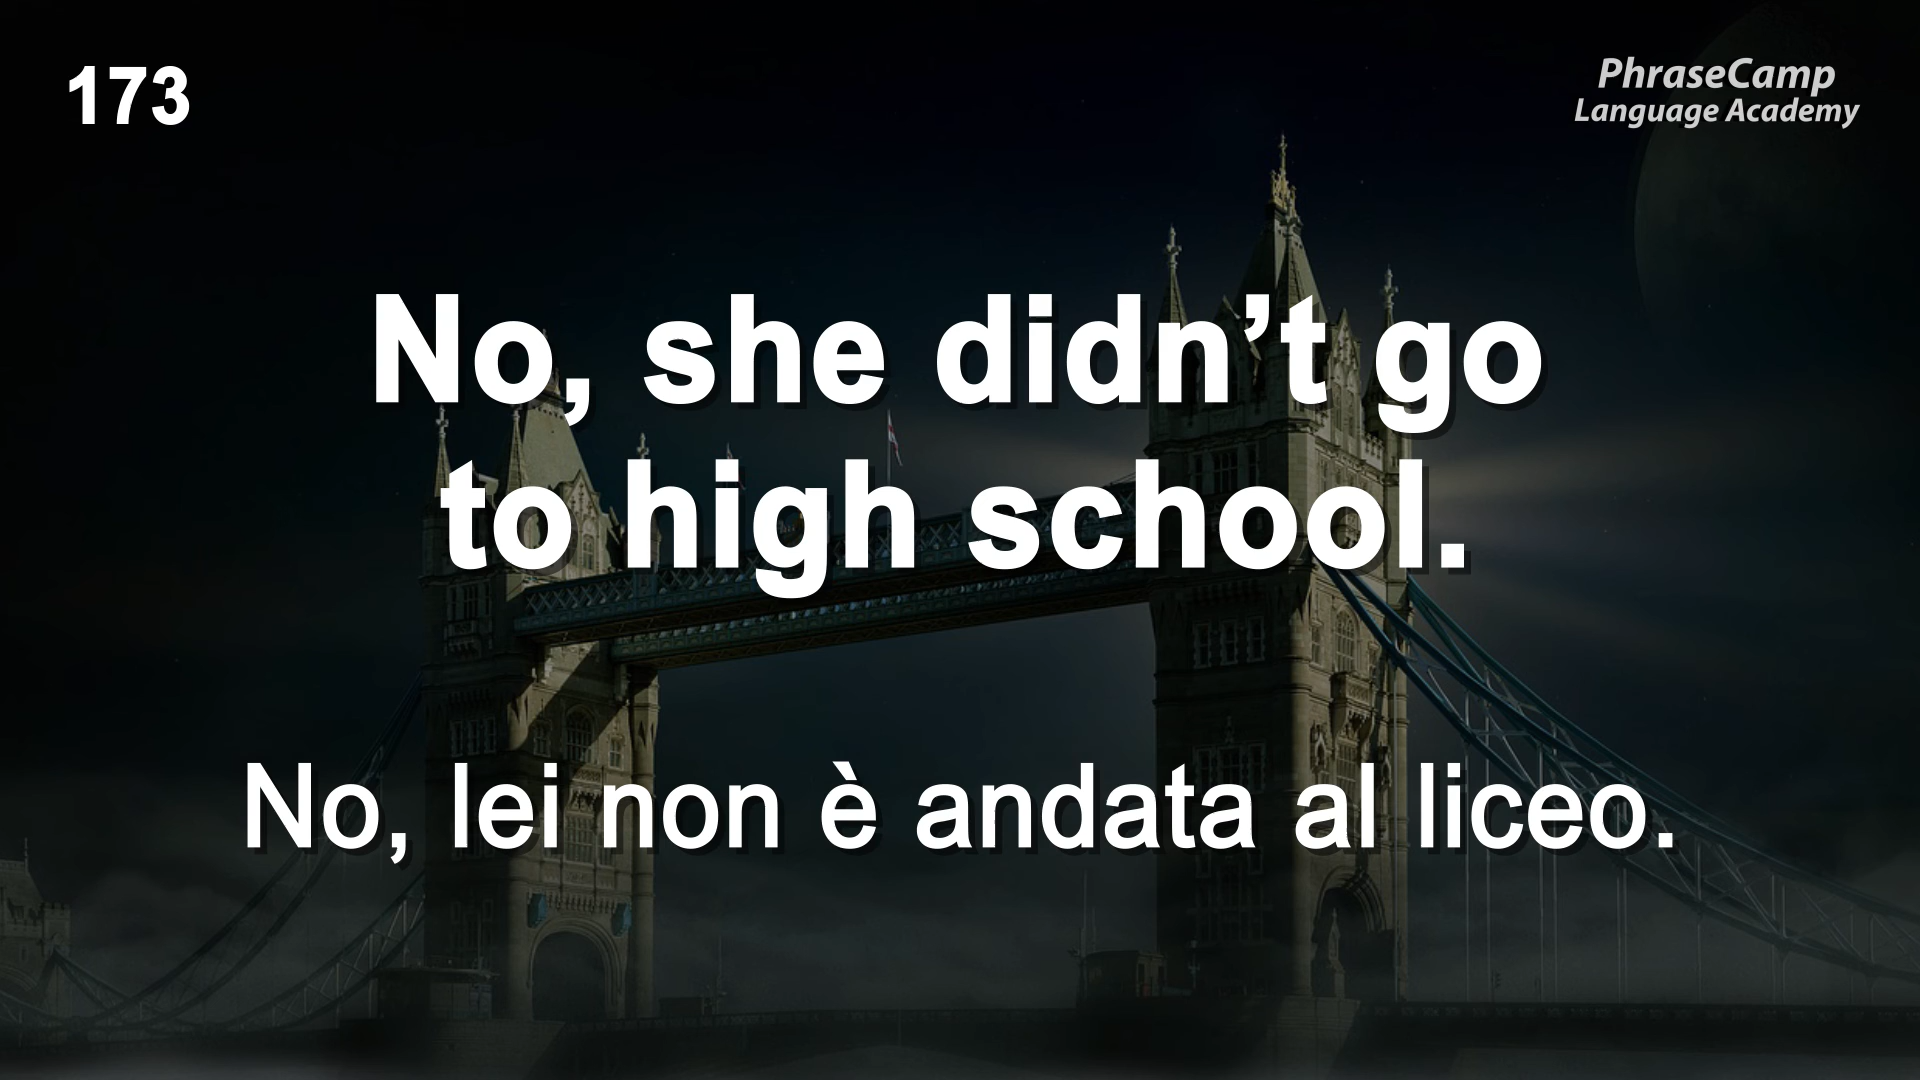 173
PhraseCamp
Language Academy
No, she didn’t go
to high school.
No, lei non è andata al liceo.